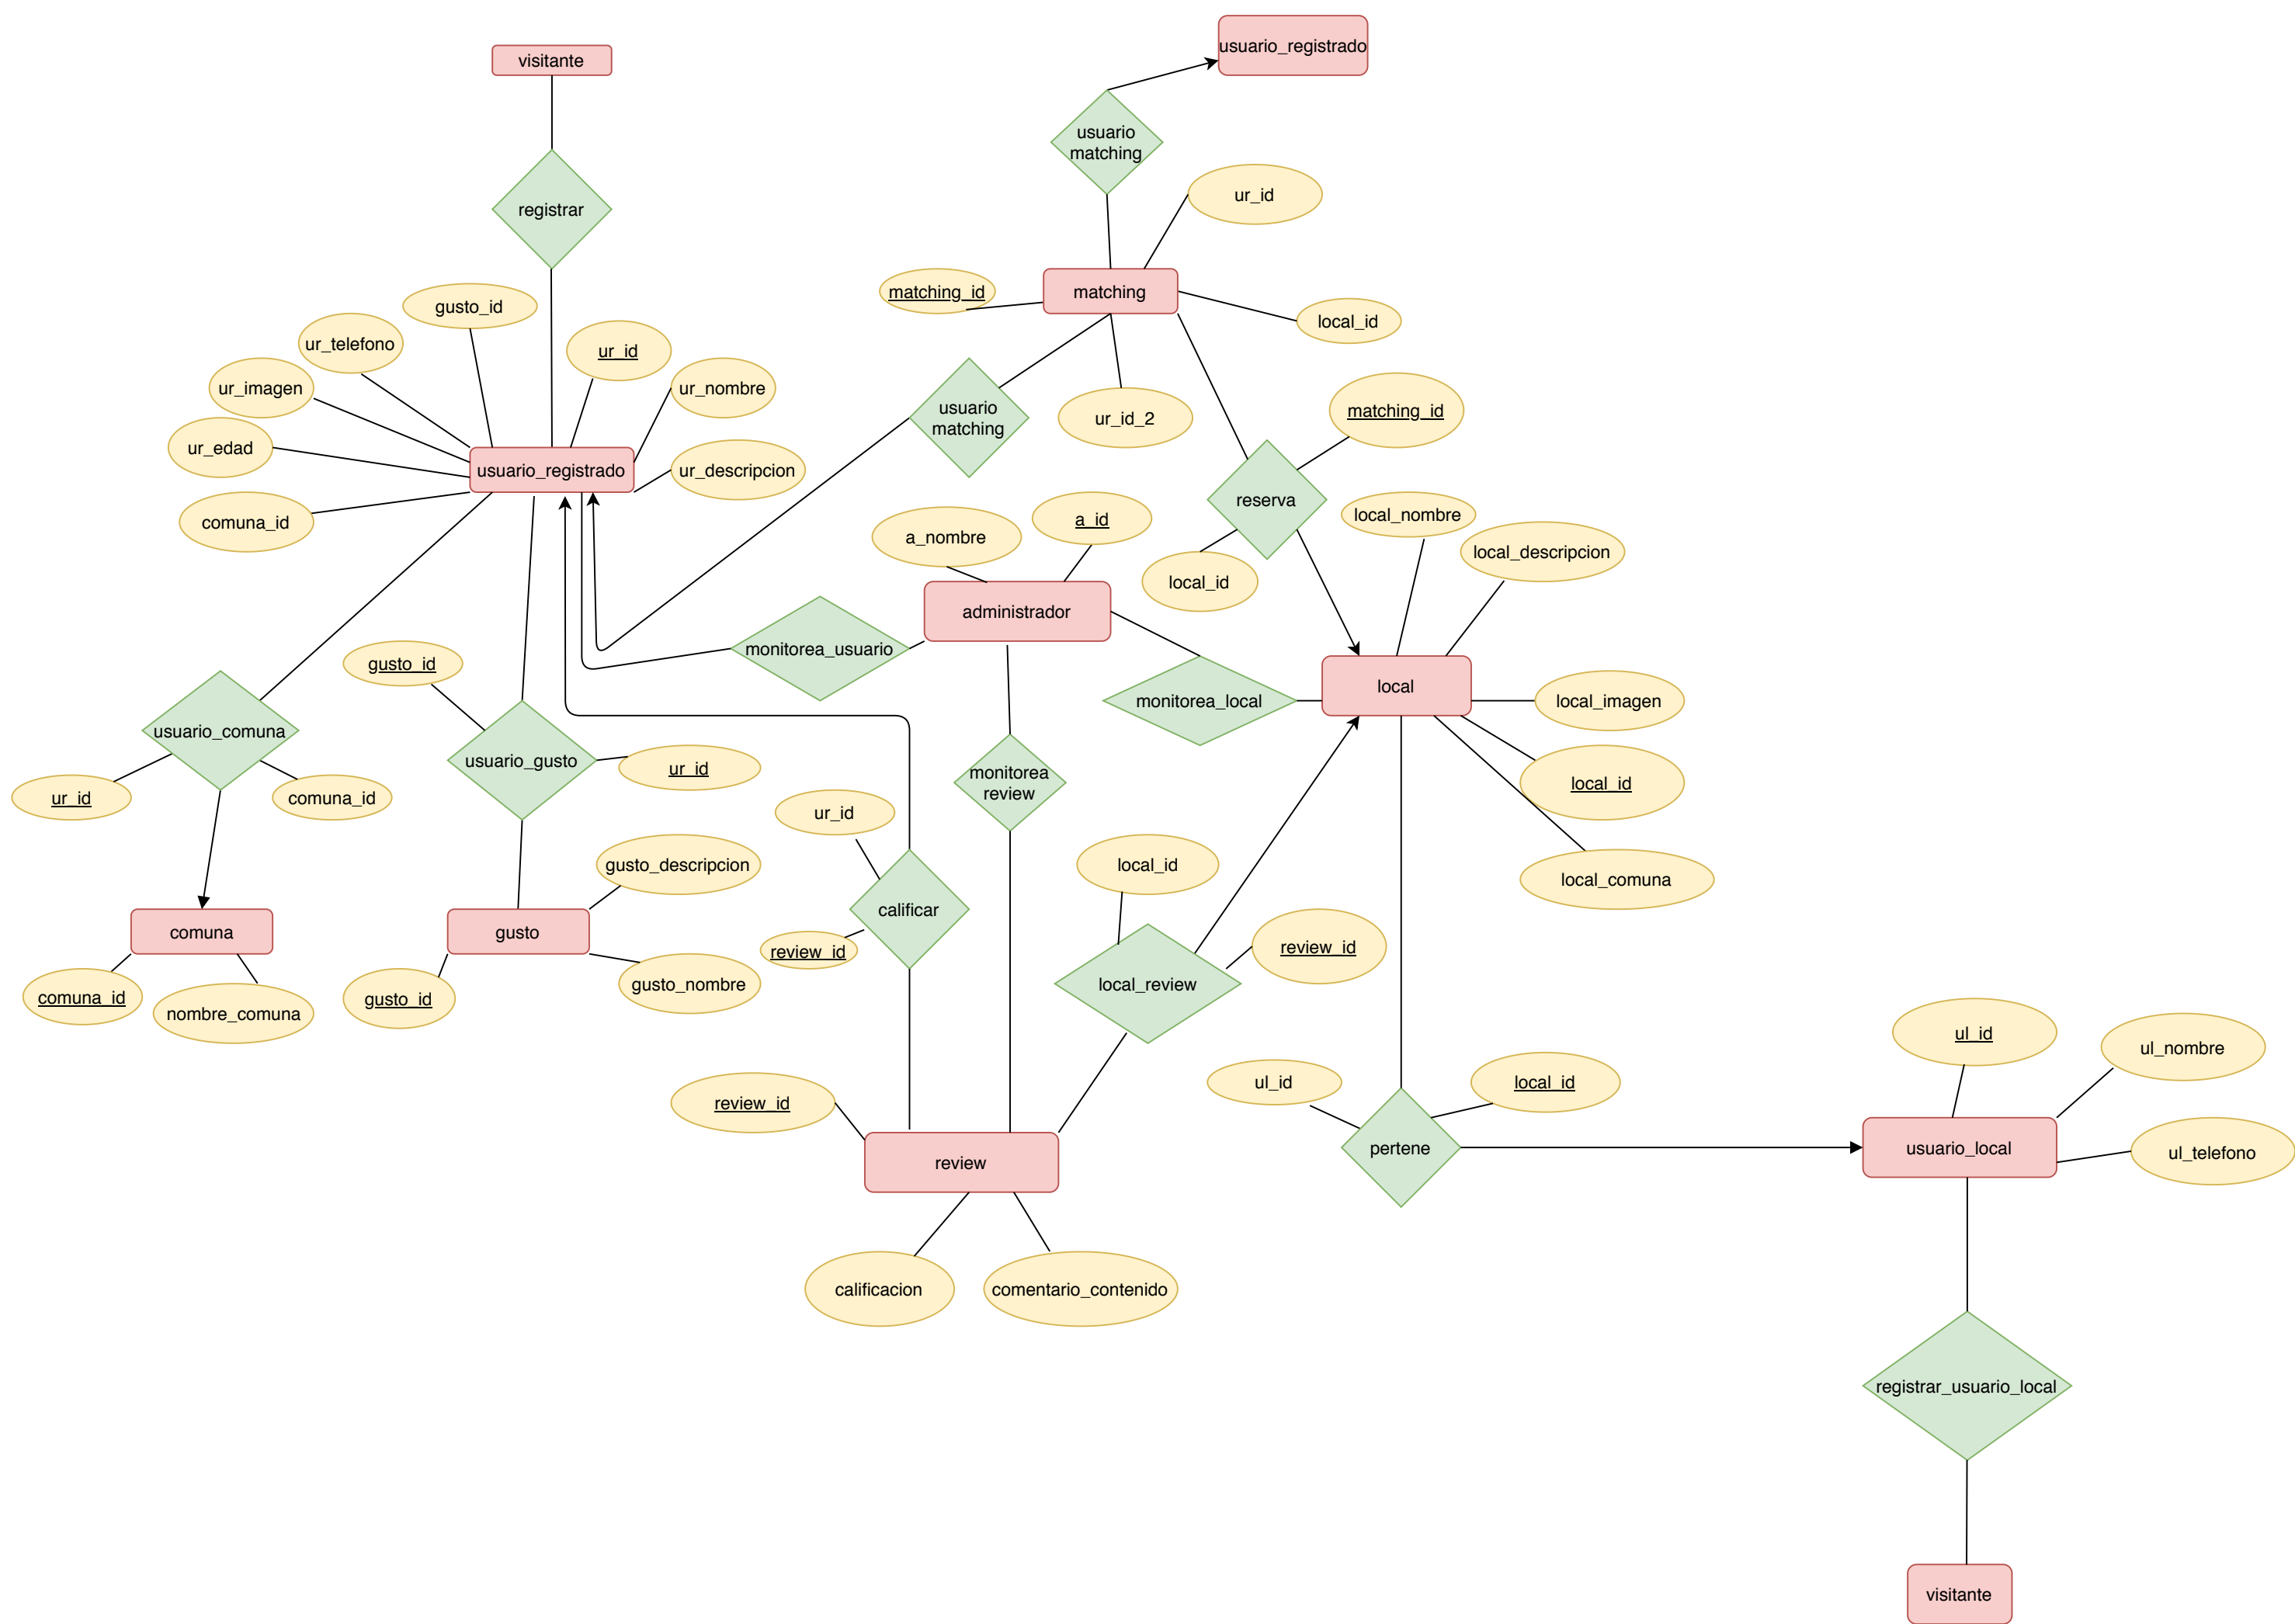 usuario_registrado
visitante
usuario
matching
ur_id
registrar
matching_id
matching
gusto_id
local_id
ur_telefono
ur_id
ur_imagen
ur_nombre
matching_id
usuario
matching
ur_id_2
ur_edad
usuario_registrado
ur_descripcion
reserva
local_nombre
comuna_id
a_id
a_nombre
local_descripcion
local_id
administrador
monitorea_usuario
gusto_id
local
monitorea_local
local_imagen
usuario_comuna
usuario_gusto
ur_id
monitorea
review
local_id
ur_id
comuna_id
ur_id
gusto_descripcion
local_id
local_comuna
calificar
comuna
gusto
review_id
review_id
local_review
gusto_nombre
comuna_id
gusto_id
nombre_comuna
ul_id
ul_nombre
ul_id
local_id
review_id
pertene
usuario_local
ul_telefono
review
calificacion
comentario_contenido
registrar_usuario_local
visitante